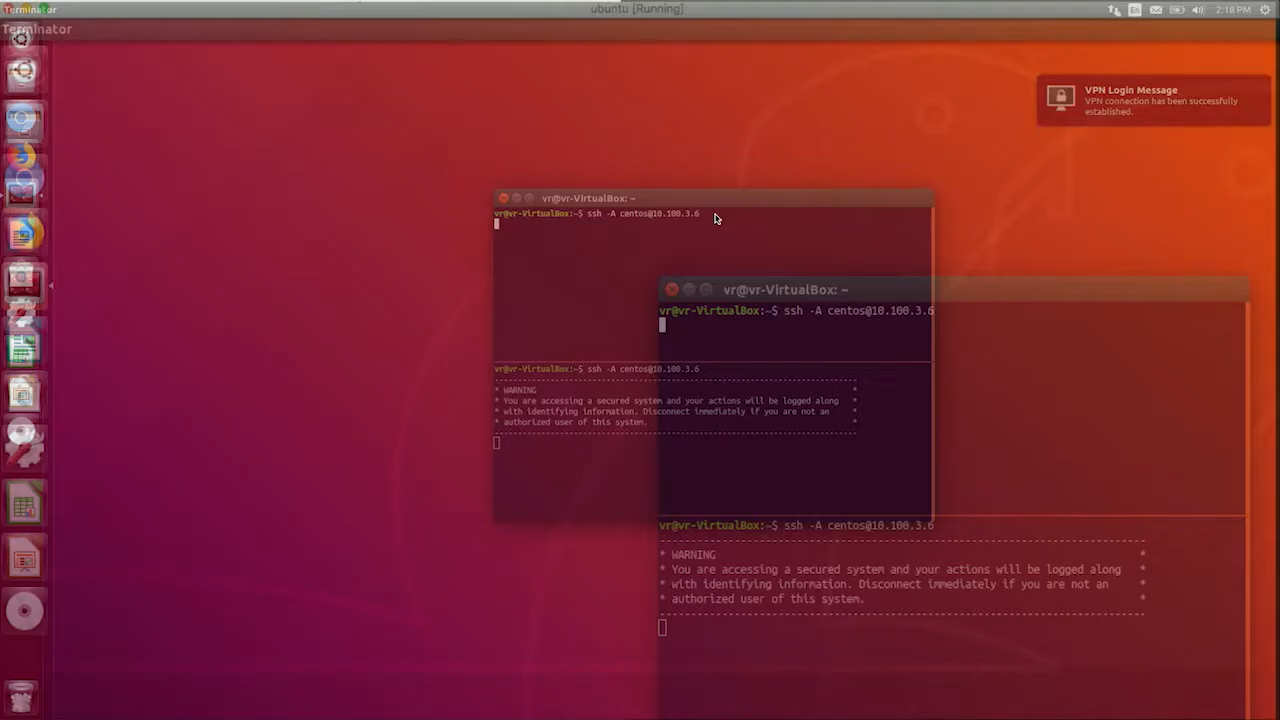 Terminator
ubuntu [Running]
En
2:18 PM
Terminator
VPN Login Message
VPN connection has been successfully
established.
vr@vr-VirtualBox: ~
vr@vr-VirtualBox:~$ ssh -A centos@10.100.3.6
vr@vr-VirtualBox:~$ ssh -A centos@10.100.3.6
-----------------------------------------------------------------------------
* WARNING *
* You are accessing a secured system and your actions will be logged along *
* with identifying information. Disconnect immediately if you are not an *
* authorized user of this system. *
-----------------------------------------------------------------------------
vr@vr-VirtualBox: ~
vr@vr-VirtualBox:~$ ssh -A centos@10.100.3.6
vr@vr-VirtualBox:~$ ssh -A centos@10.100.3.6
-----------------------------------------------------------------------------
* WARNING *
* You are accessing a secured system and your actions will be logged along *
* with identifying information. Disconnect immediately if you are not an *
* authorized user of this system. *
-----------------------------------------------------------------------------